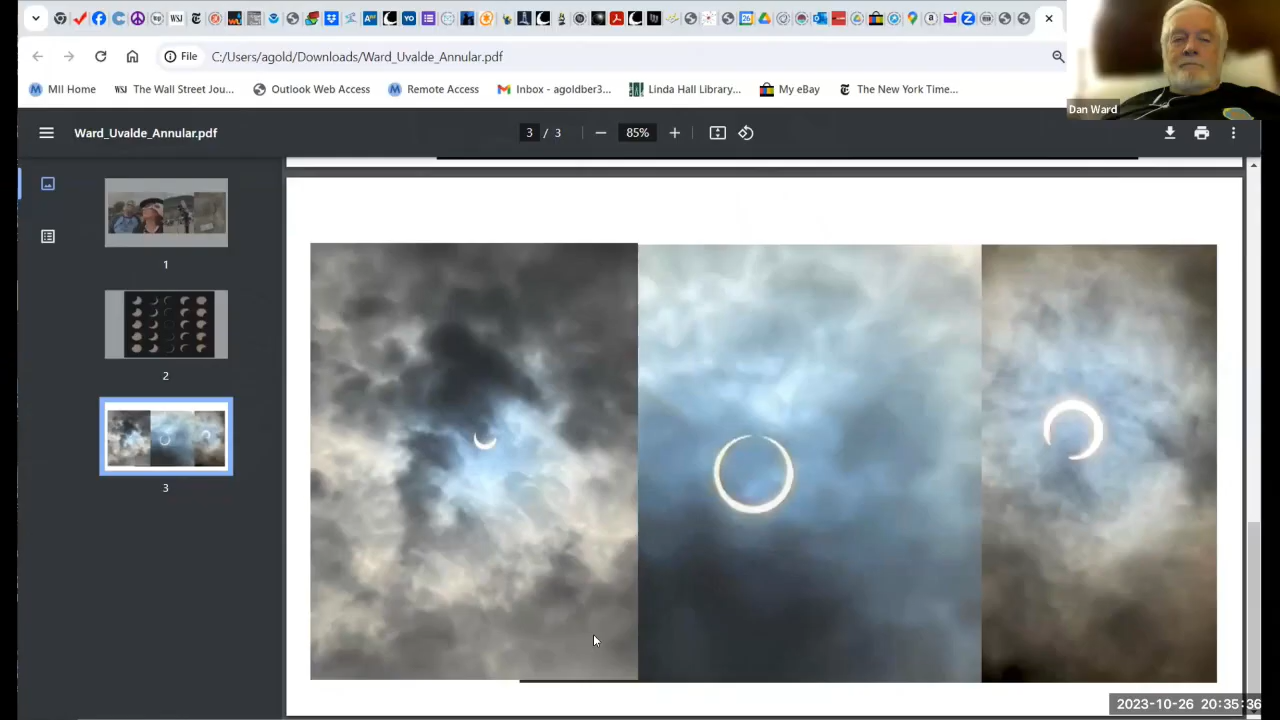 File C:/Users/agold/Downloads/Ward_Uvalde_Annular.pdf
MII Home WSJ The Wall Street Jou... Outlook Web Access Remote Access Inbox - agoldber3... Linda Hall Library... My eBay The New York Time...
Dan Ward
Ward_Uvalde_Annular.pdf 3 / 3 85%
1
2
3
2023-10-26 20:35:36